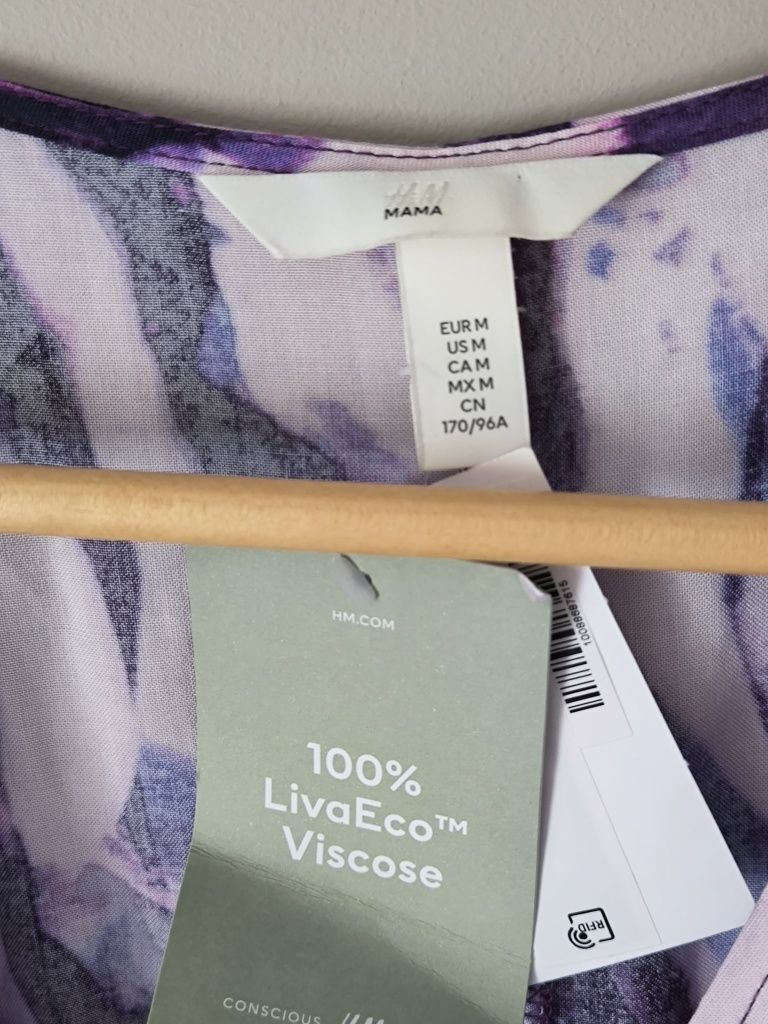 H&M
MAMA
EUR M
US M
CA M
MX M
CN
170/96A
HM.COM
100%
LivaEco™
Viscose
CONSCIOUS H&M
RFID